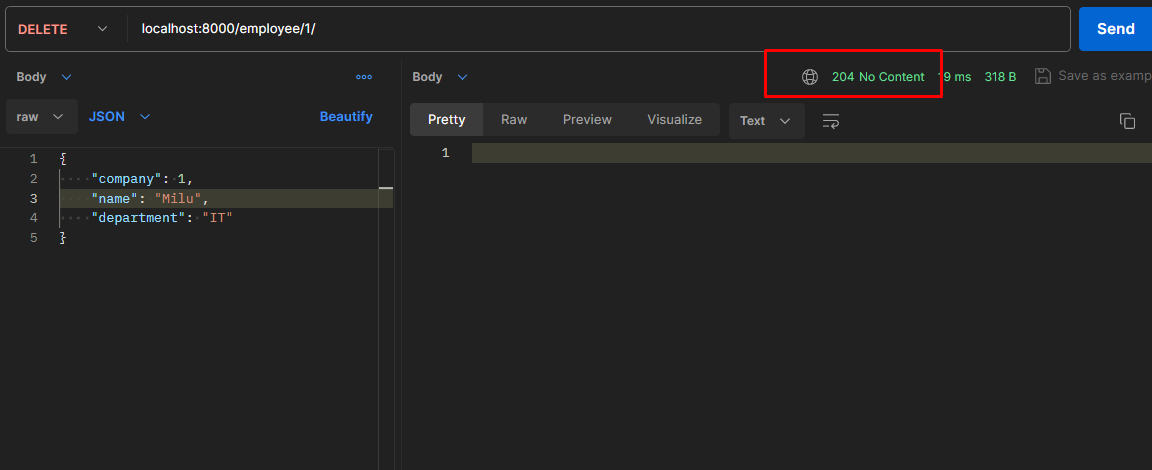 DELETE localhost:8000/employee/1/ Send
Body
raw JSON Beautify
1 {
2 "company": 1,
3 "name": "Milu",
4 "department": "IT"
5 }
Body 204 No Content 9 ms 318 B Save as examp
Pretty Raw Preview Visualize Text
1